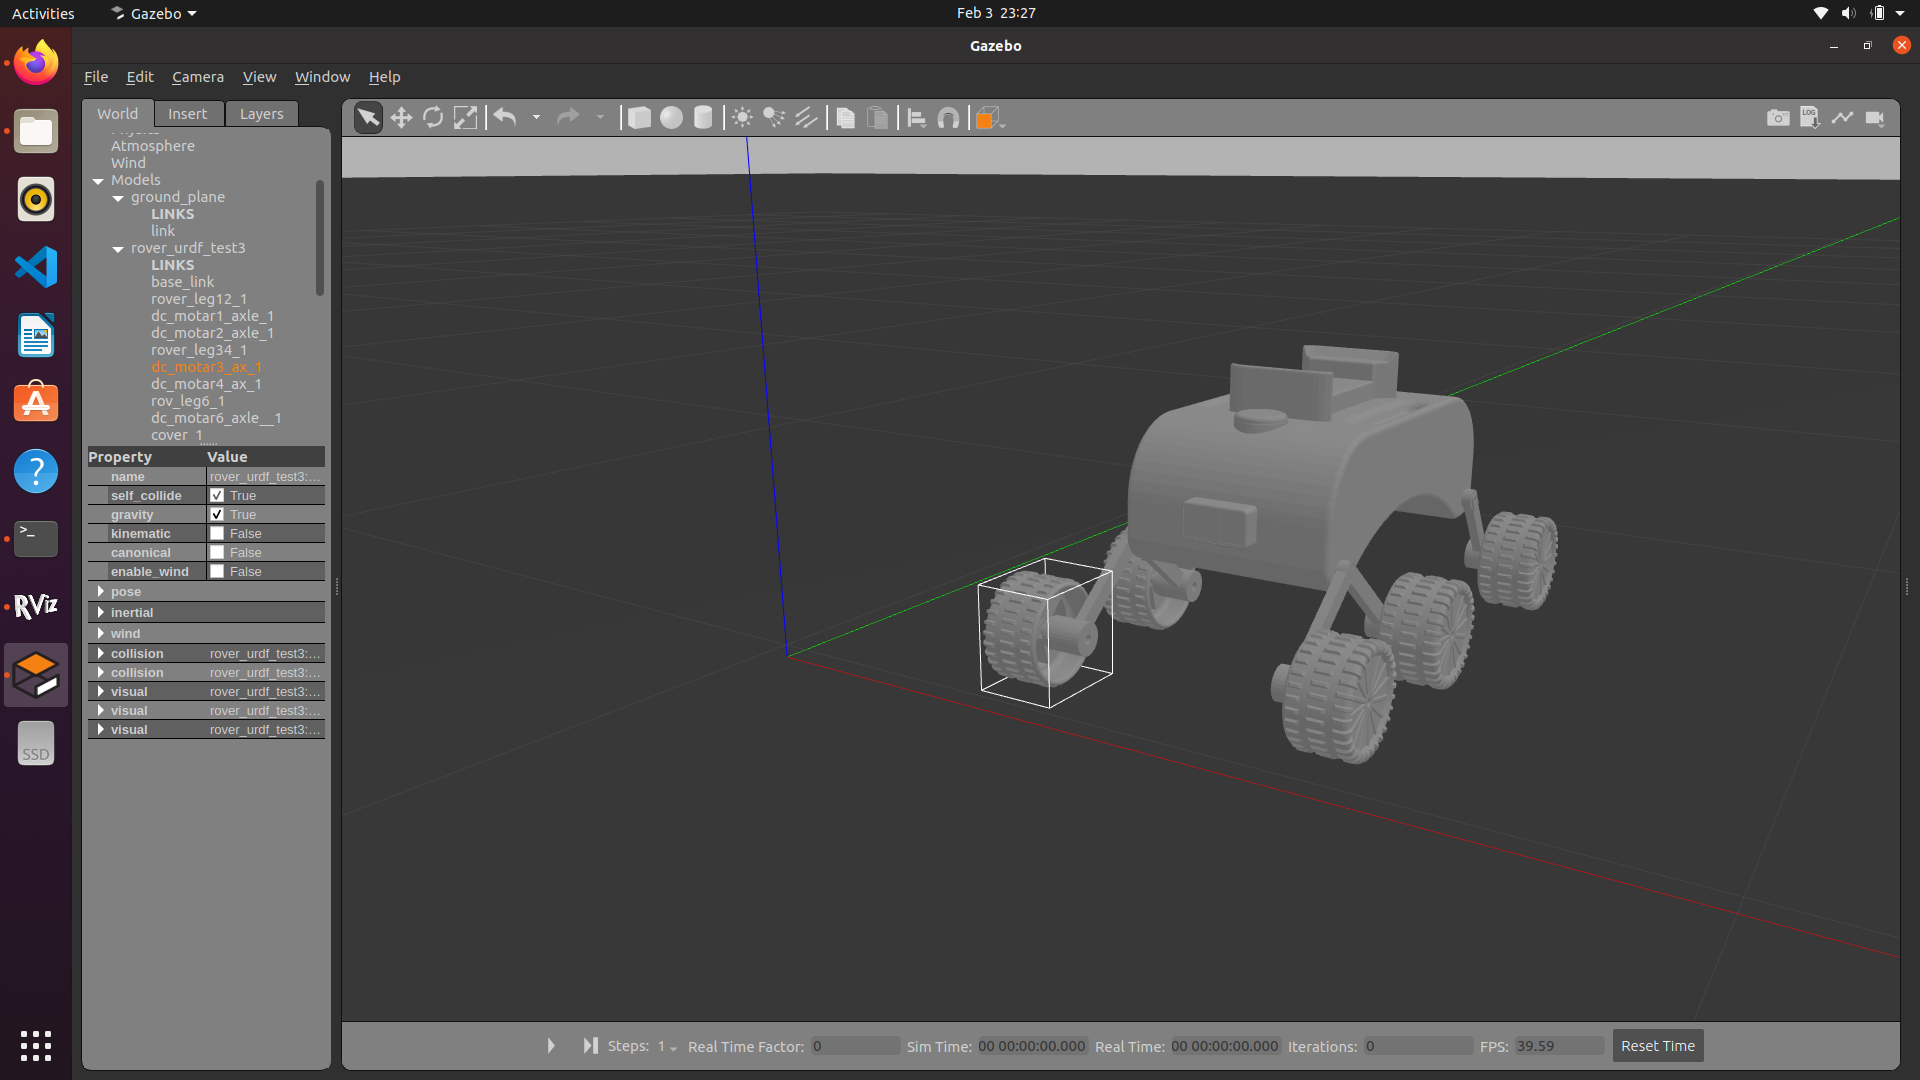 Activities Gazebo Feb 3 23:27
Gazebo
File Edit Camera View Window Help
World Insert Layers
Atmosphere
Wind
Models
ground_plane
LINKS
link
rover_urdf_test3
LINKS
base_link
rover_leg12_1
dc_motar1_axle_1
dc_motar2_axle_1
rover_leg34_1
dc_motar3_ax_1
dc_motar4_ax_1
rov_leg6_1
dc_motar6_axle__1
cover_1
Property Value
name rover_urdf_test3:...
self_collide True
gravity True
kinematic False
canonical False
enable_wind False
pose
inertial
wind
collision rover_urdf_test3:...
collision rover_urdf_test3:...
visual rover_urdf_test3:...
visual rover_urdf_test3:...
visual rover_urdf_test3:...
LOG
RViz
SSD
Steps: 1 Real Time Factor: 0 Sim Time: 00 00:00:00.000 Real Time: 00 00:00:00.000 Iterations: 0 FPS: 39.59 Reset Time